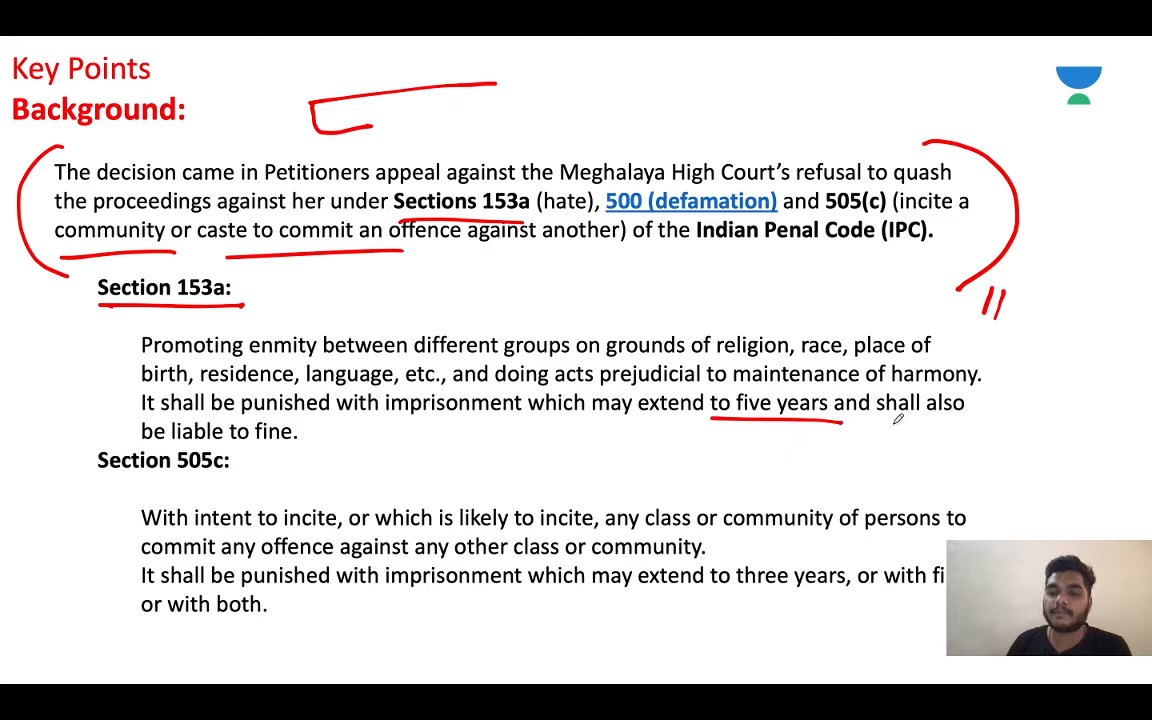 Key Points
Background:
The decision came in Petitioners appeal against the Meghalaya High Court’s refusal to quash
the proceedings against her under Sections 153a (hate), 500 (defamation) and 505(c) (incite a
community or caste to commit an offence against another) of the Indian Penal Code (IPC).
Section 153a:
Promoting enmity between different groups on grounds of religion, race, place of
birth, residence, language, etc., and doing acts prejudicial to maintenance of harmony.
It shall be punished with imprisonment which may extend to five years and shall also
be liable to fine.
Section 505c:
With intent to incite, or which is likely to incite, any class or community of persons to
commit any offence against any other class or community.
It shall be punished with imprisonment which may extend to three years, or with
or with both.